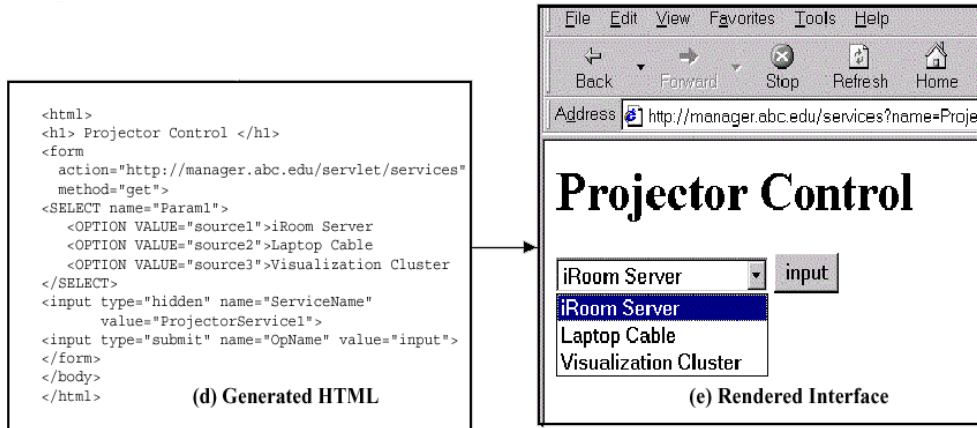 <html>
<h1> Projector Control </h1>
<form
action="http://manager.abc.edu/servlet/services"
method="get">
<SELECT name="Param1">
<OPTION VALUE="source1">iRoom Server
<OPTION VALUE="source2">Laptop Cable
<OPTION VALUE="source3">Visualization Cluster
</SELECT>
<input type="hidden" name="ServiceName"
value="ProjectorService1">
<input type="submit" name="OpName" value="input">
</form>
</body>
</html>
(d) Generated HTML
File Edit View Favorites Tools Help
Back Forward Stop Refresh Home
Address http://manager.abc.edu/services?name=Proje
Projector Control
iRoom Server input
iRoom Server
Laptop Cable
Visualization Cluster
(e) Rendered Interface